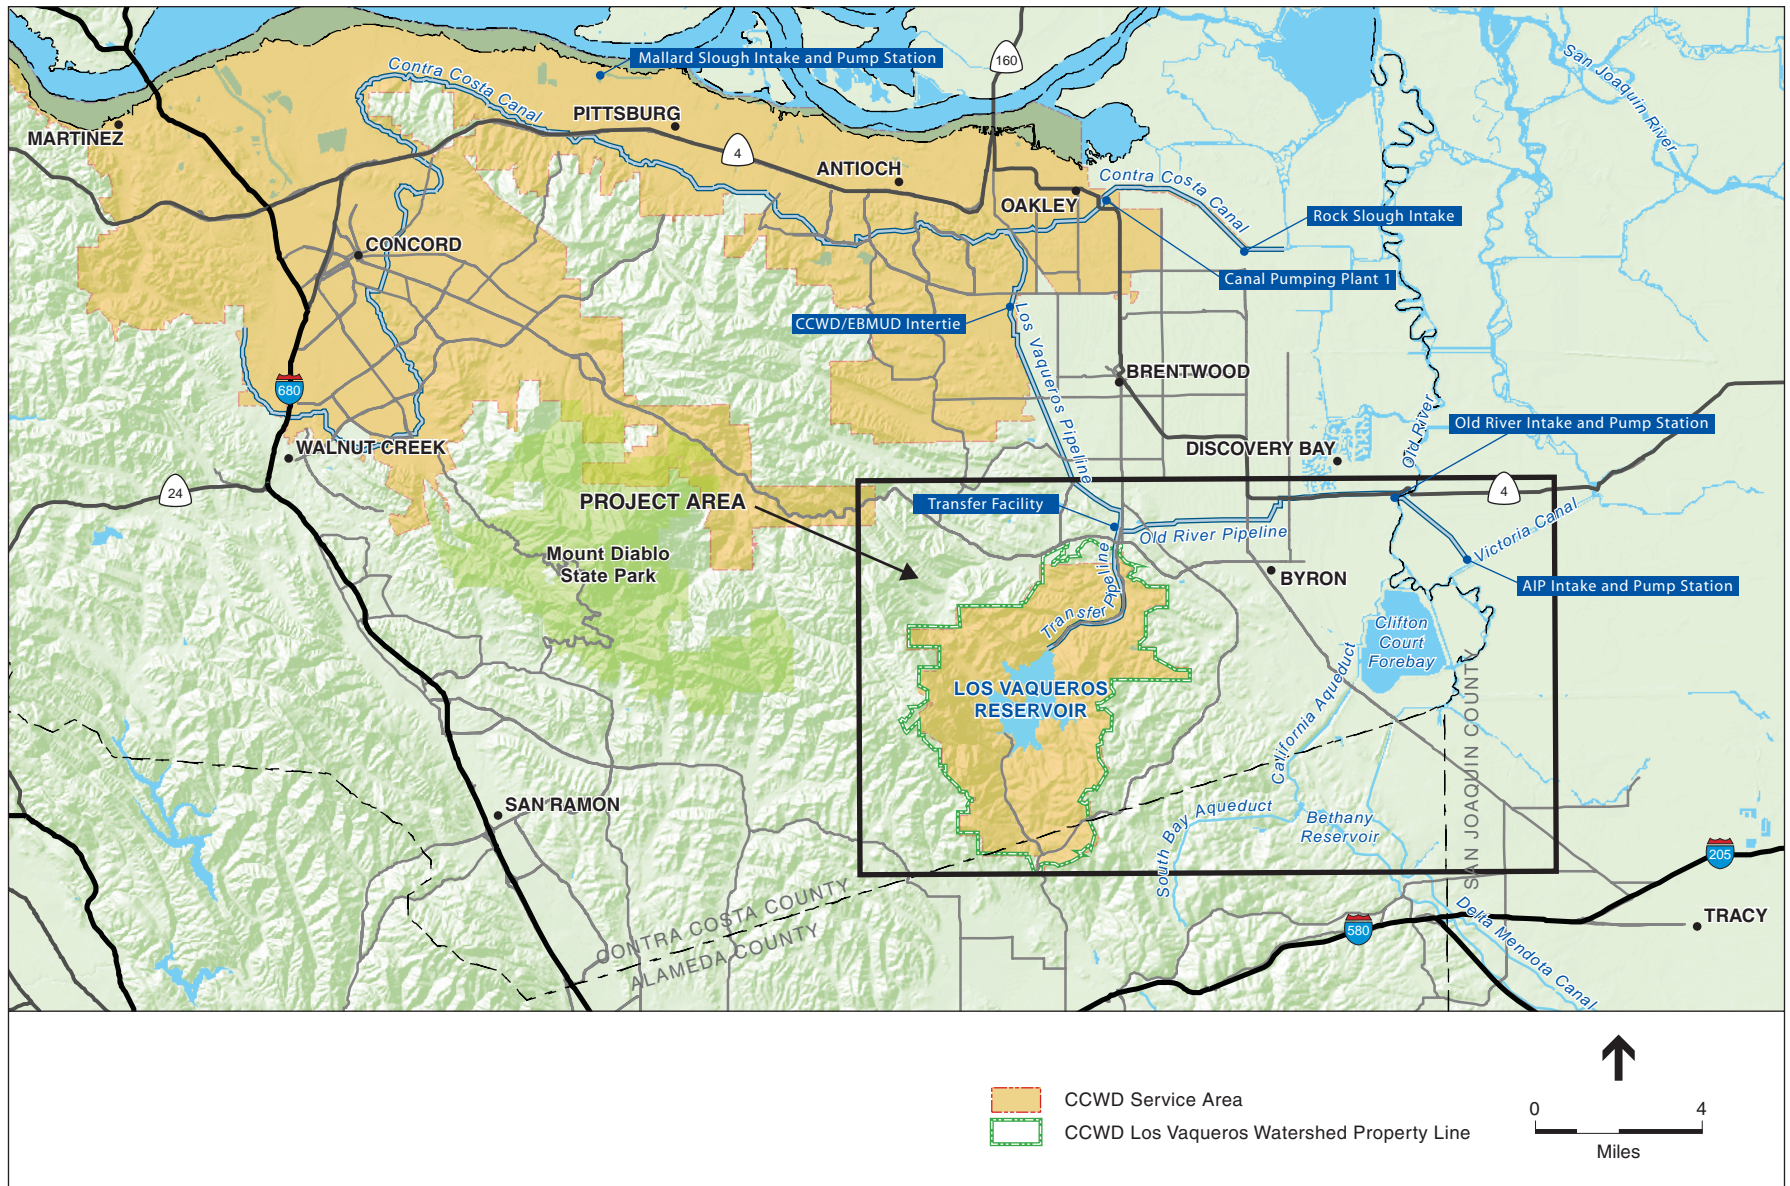 Mallard Slough Intake and Pump Station
160
San Joaquin River
Contra Costa Canal
PITTSBURG
MARTINEZ
4
ANTIOCH
Contra Costa Canal
OAKLEY
Rock Slough Intake
CONCORD
Canal Pumping Plant 1
CCWD/EBMUD Intertie
Los Vaqueros Pipeline
BRENTWOOD
680
Old River
Old River Intake and Pump Station
WALNUT CREEK
DISCOVERY BAY
24
PROJECT AREA
Transfer Facility
4
Old River Pipeline
Victoria Canal
Mount Diablo
State Park
BYRON
AIP Intake and Pump Station
Transfer Pipeline
Clifton
Court
Forebay
LOS VAQUEROS
RESERVOIR
California Aqueduct
SAN JOAQUIN COUNTY
SAN RAMON
South Bay Aqueduct
Bethany
Reservoir
205
CONTRA COSTA COUNTY
ALAMEDA COUNTY
580
Delta Mendota Canal
TRACY
CCWD Service Area
CCWD Los Vaqueros Watershed Property Line
0 4
Miles